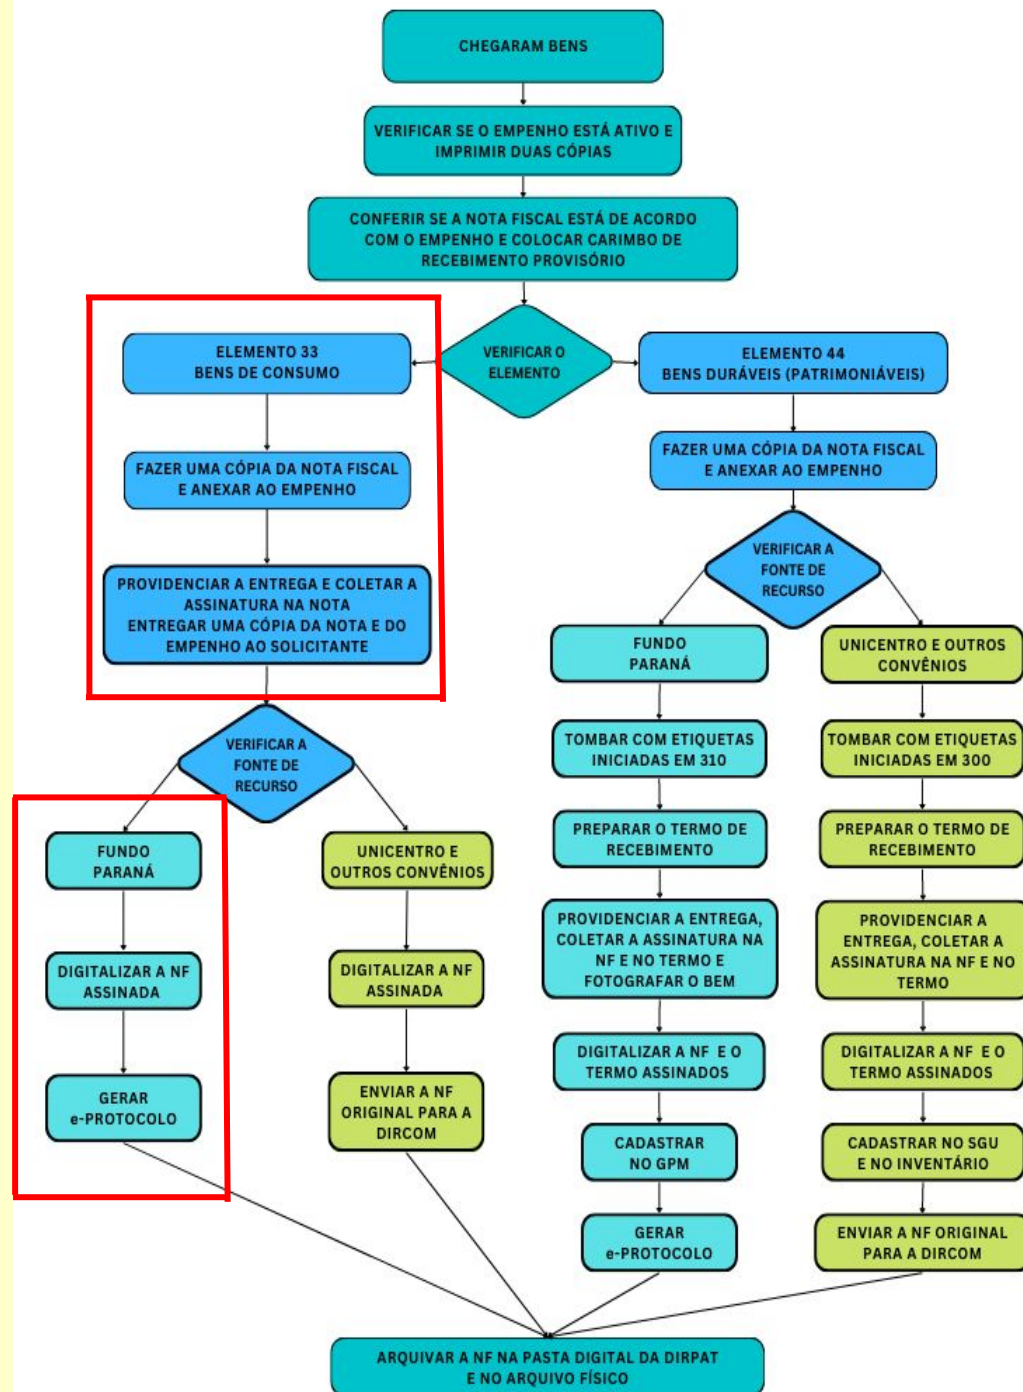 CHEGARAM BENS
VERIFICAR SE O EMPENHO ESTÁ ATIVO E
IMPRIMIR DUAS CÓPIAS
CONFERIR SE A NOTA FISCAL ESTÁ DE ACORDO
COM O EMPENHO E COLOCAR CARIMBO DE
RECEBIMENTO PROVISÓRIO
VERIFICAR O
ELEMENTO
ELEMENTO 33
BENS DE CONSUMO
FAZER UMA CÓPIA DA NOTA FISCAL
E ANEXAR AO EMPENHO
PROVIDENCIAR A ENTREGA E COLETAR A
ASSINATURA NA NOTA
ENTREGAR UMA CÓPIA DA NOTA E DO
EMPENHO AO SOLICITANTE
VERIFICAR A
FONTE DE
RECURSO
FUNDO
PARANÁ
DIGITALIZAR A NF
ASSINADA
GERAR
e-PROTOCOLO
UNICENTRO E
OUTROS CONVÊNIOS
DIGITALIZAR A NF
ASSINADA
ENVIAR A NF
ORIGINAL PARA A
DIRCOM
ELEMENTO 44
BENS DURÁVEIS (PATRIMONIÁVEIS)
FAZER UMA CÓPIA DA NOTA FISCAL
E ANEXAR AO EMPENHO
VERIFICAR A
FONTE DE
RECURSO
FUNDO
PARANÁ
TOMBAR COM ETIQUETAS
INICIADAS EM 310
PREPARAR O TERMO DE
RECEBIMENTO
PROVIDENCIAR A ENTREGA,
COLETAR A ASSINATURA NA
NF E NO TERMO E
FOTOGRAFAR O BEM
DIGITALIZAR A NF E O
TERMO ASSINADOS
CADASTRAR
NO GPM
GERAR
e-PROTOCOLO
UNICENTRO E OUTROS
CONVÊNIOS
TOMBAR COM ETIQUETAS
INICIADAS EM 300
PREPARAR O TERMO DE
RECEBIMENTO
PROVIDENCIAR A
ENTREGA, COLETAR A
ASSINATURA NA NF E NO
TERMO
DIGITALIZAR A NF E O
TERMO ASSINADOS
CADASTRAR NO SGU
E NO INVENTÁRIO
ENVIAR A NF ORIGINAL
PARA A DIRCOM
ARQUIVAR A NF NA PASTA DIGITAL DA DIRPAT
E NO ARQUIVO FÍSICO